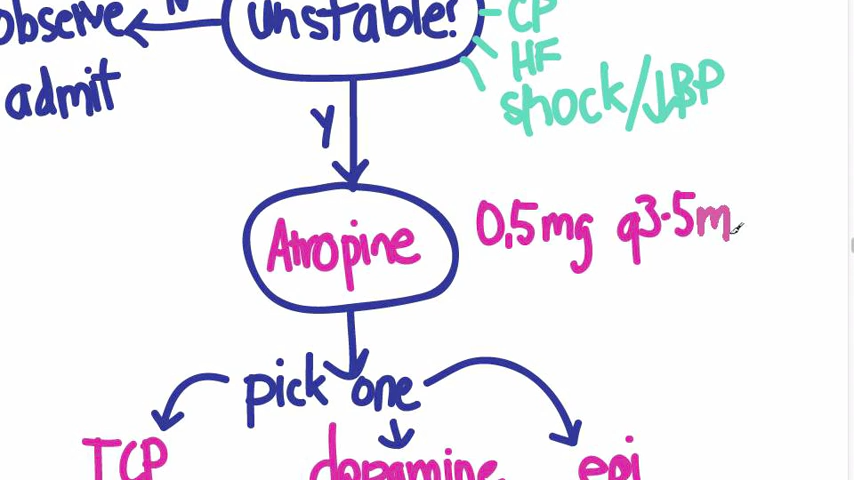 observe
N
unstable?
CP
HF
admit
shock/↓BP
Y
Atropine
0.5mg q3-5m
pick one
TCP
dopamine
epi